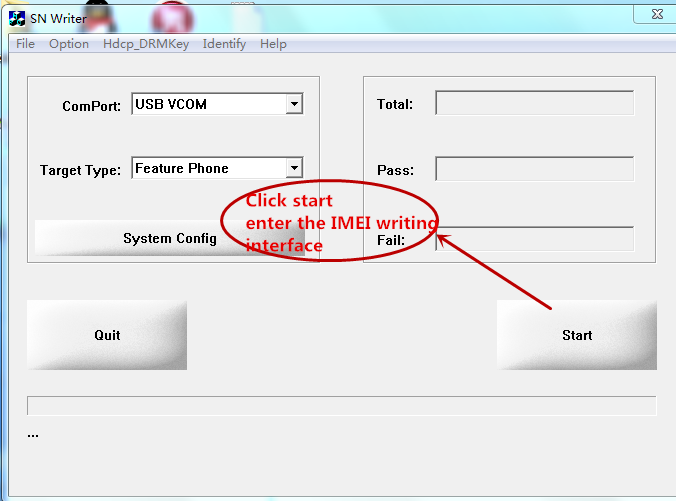 SN Writer
File Option Hdcp_DRMKey Identify Help
ComPort: USB VCOM
Total:
Target Type: Feature Phone
Pass:
Click start
enter the IMEI writing
interface
System Config
Fail:
Quit
Start
...